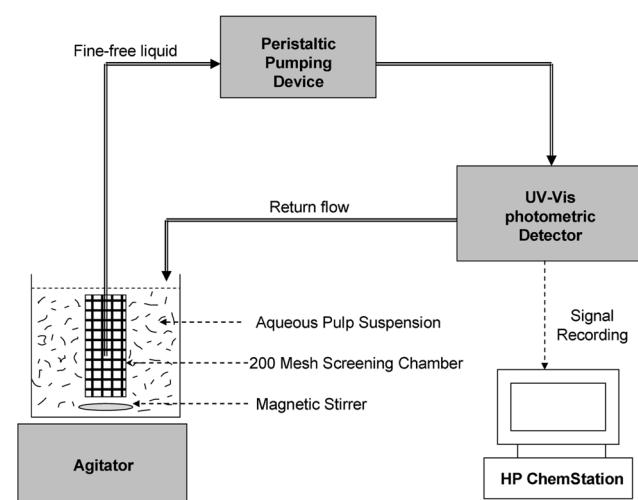 Fine-free liquid
Peristaltic
Pumping
Device
UV-Vis
photometric
Detector
Return flow
Signal
Recording
Aqueous Pulp Suspension
200 Mesh Screening Chamber
Magnetic Stirrer
Agitator
HP ChemStation